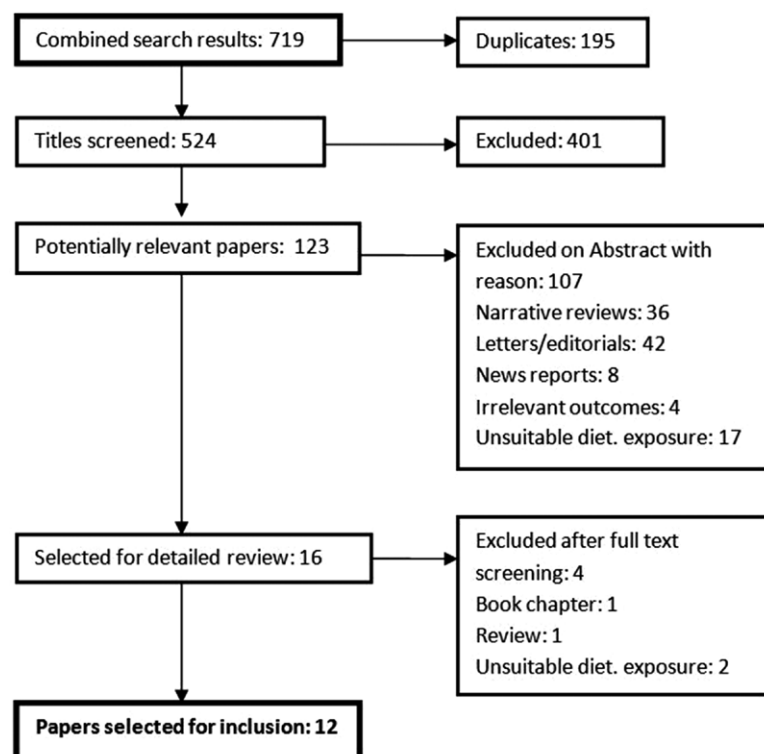 Combined search results: 719
Duplicates: 195
Titles screened: 524
Excluded: 401
Potentially relevant papers: 123
Excluded on Abstract with
reason: 107
Narrative reviews: 36
Letters/editorials: 42
News reports: 8
Irrelevant outcomes: 4
Unsuitable diet. exposure: 17
Selected for detailed review: 16
Excluded after full text
screening: 4
Book chapter: 1
Review: 1
Unsuitable diet. exposure: 2
Papers selected for inclusion: 12